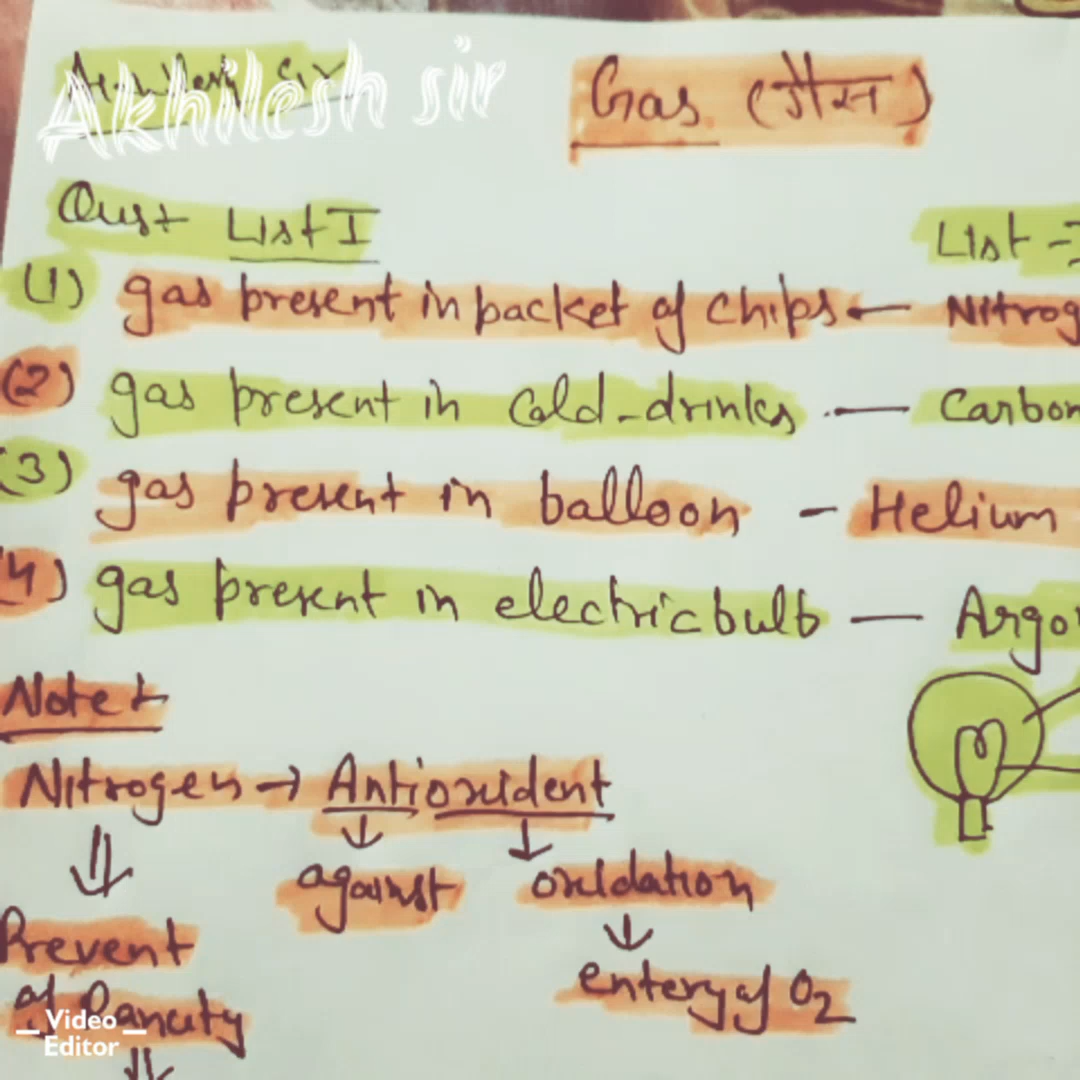 Akhilesh sir
Gas (गैस)
Qust List I
List -I
(1) gas present in packet of chips ← Nitrog
(2) gas present in Cold-drinks — Carbon
(3) gas present in balloon - Helium
(4) gas present in electric bulb — Argon
Note
Nitrogen → Antioxident
↓ ↓
against oxidation
↓
Prevent
entery of O2
of Rancity
Video
Editor